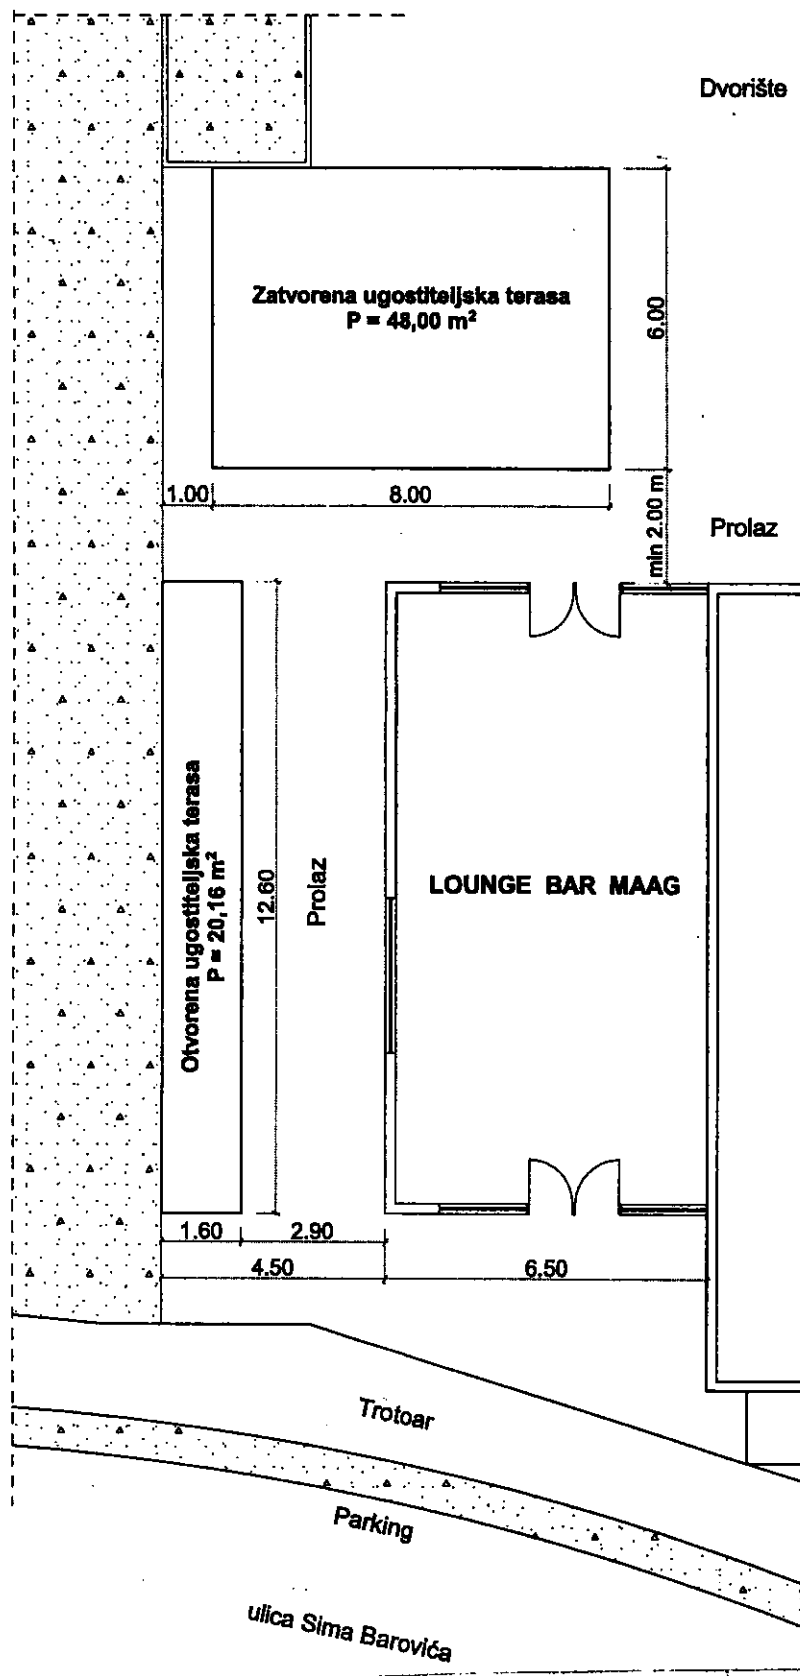 Dvorište
Zatvorena ugostiteljska terasa
P = 48,00 m²
6.00
1.00
8.00
min 2.00 m
Prolaz
Otvorena ugostiteljska terasa
P = 20,16 m²
12.60
Prolaz
LOUNGE BAR MAAG
1.60
2.90
4.50
6.50
Trotoar
Parking
ulica Sima Barovića